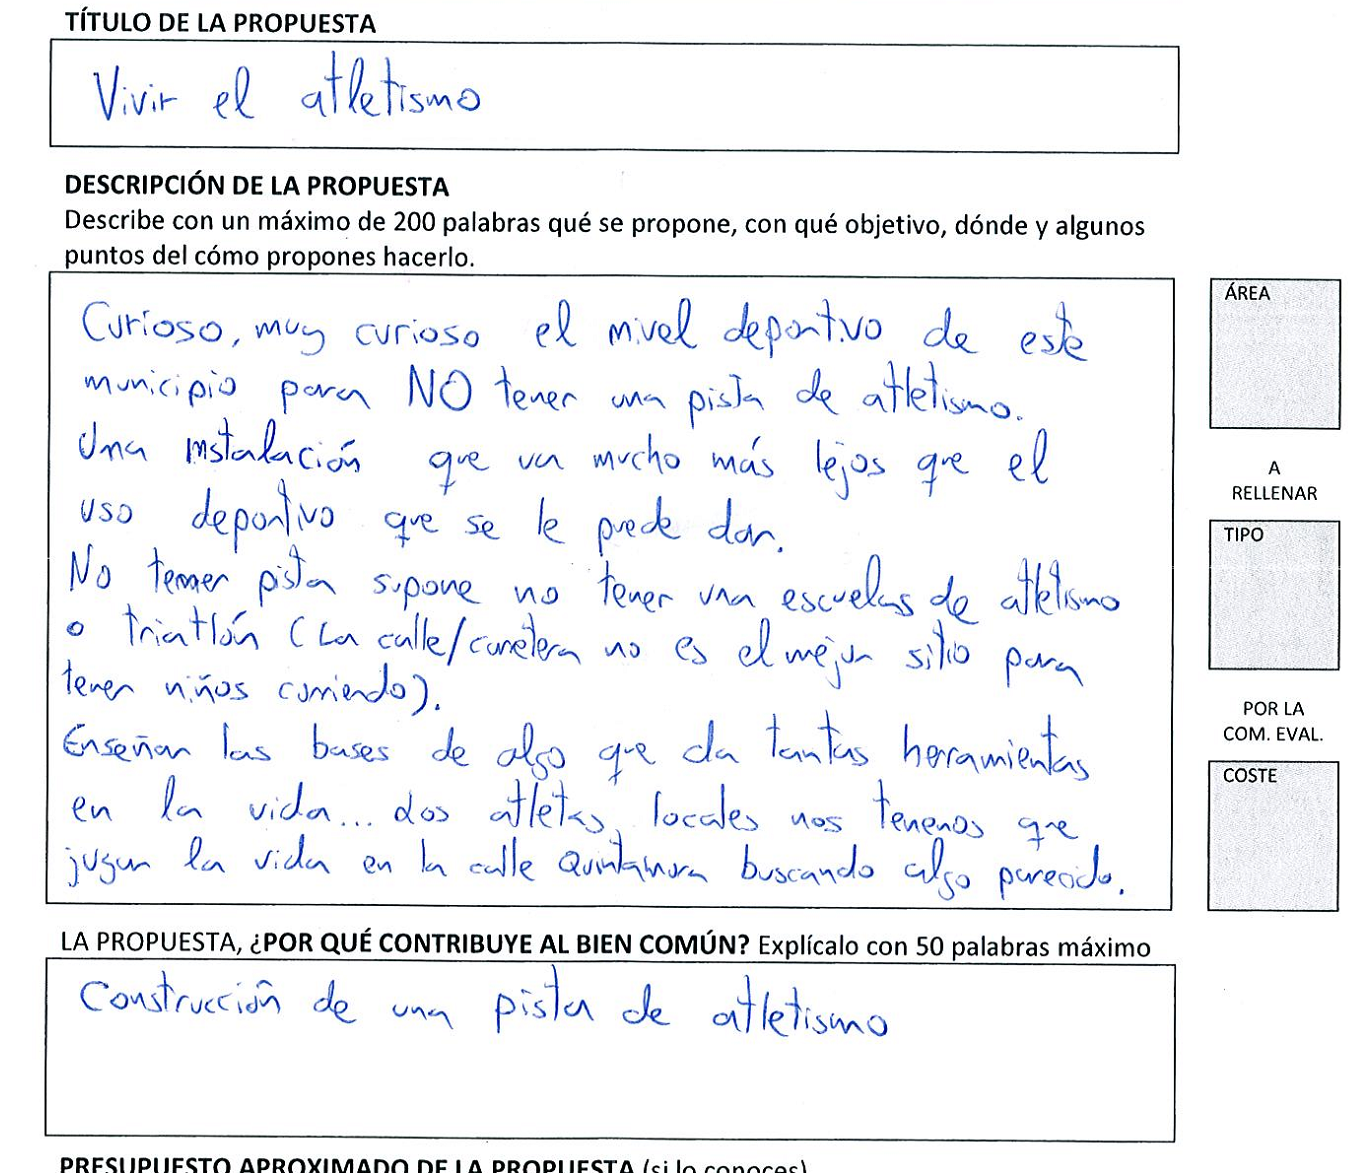 TÍTULO DE LA PROPUESTA
Vivir el atletismo
DESCRIPCIÓN DE LA PROPUESTA
Describe con un máximo de 200 palabras qué se propone, con qué objetivo, dónde y algunos
puntos del cómo propones hacerlo.
Curioso, muy curioso el nivel deportivo de este
municipio para NO tener una pista de atletismo.
Una instalación que va mucho más lejos que el
uso deportivo que se le puede dar.
No tener pista supone no tener una escuelas de atletismo
o triatlón (La calle/carretera no es el mejor sitio para
tener niños corriendo).
Enseñar las bases de algo que da tantas herramientas
en la vida... Los atletas locales nos tenemos que
jugar la vida en la calle Quintanora buscando algo parecido.
ÁREA
A
RELLENAR
TIPO
POR LA
COM. EVAL.
COSTE
LA PROPUESTA, ¿POR QUÉ CONTRIBUYE AL BIEN COMÚN? Explícalo con 50 palabras máximo
Construcción de una pista de atletismo
PRESUPUESTO APROXIMADO DE LA PROPUESTA (si lo conoces)